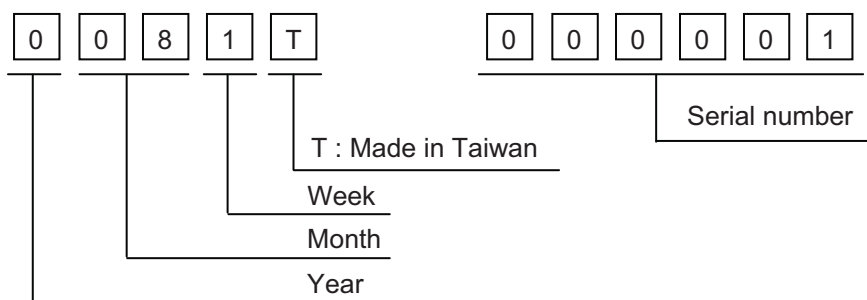 0 0 8 1 T 0 0 0 0 0 1
Serial number
T : Made in Taiwan
Week
Month
Year